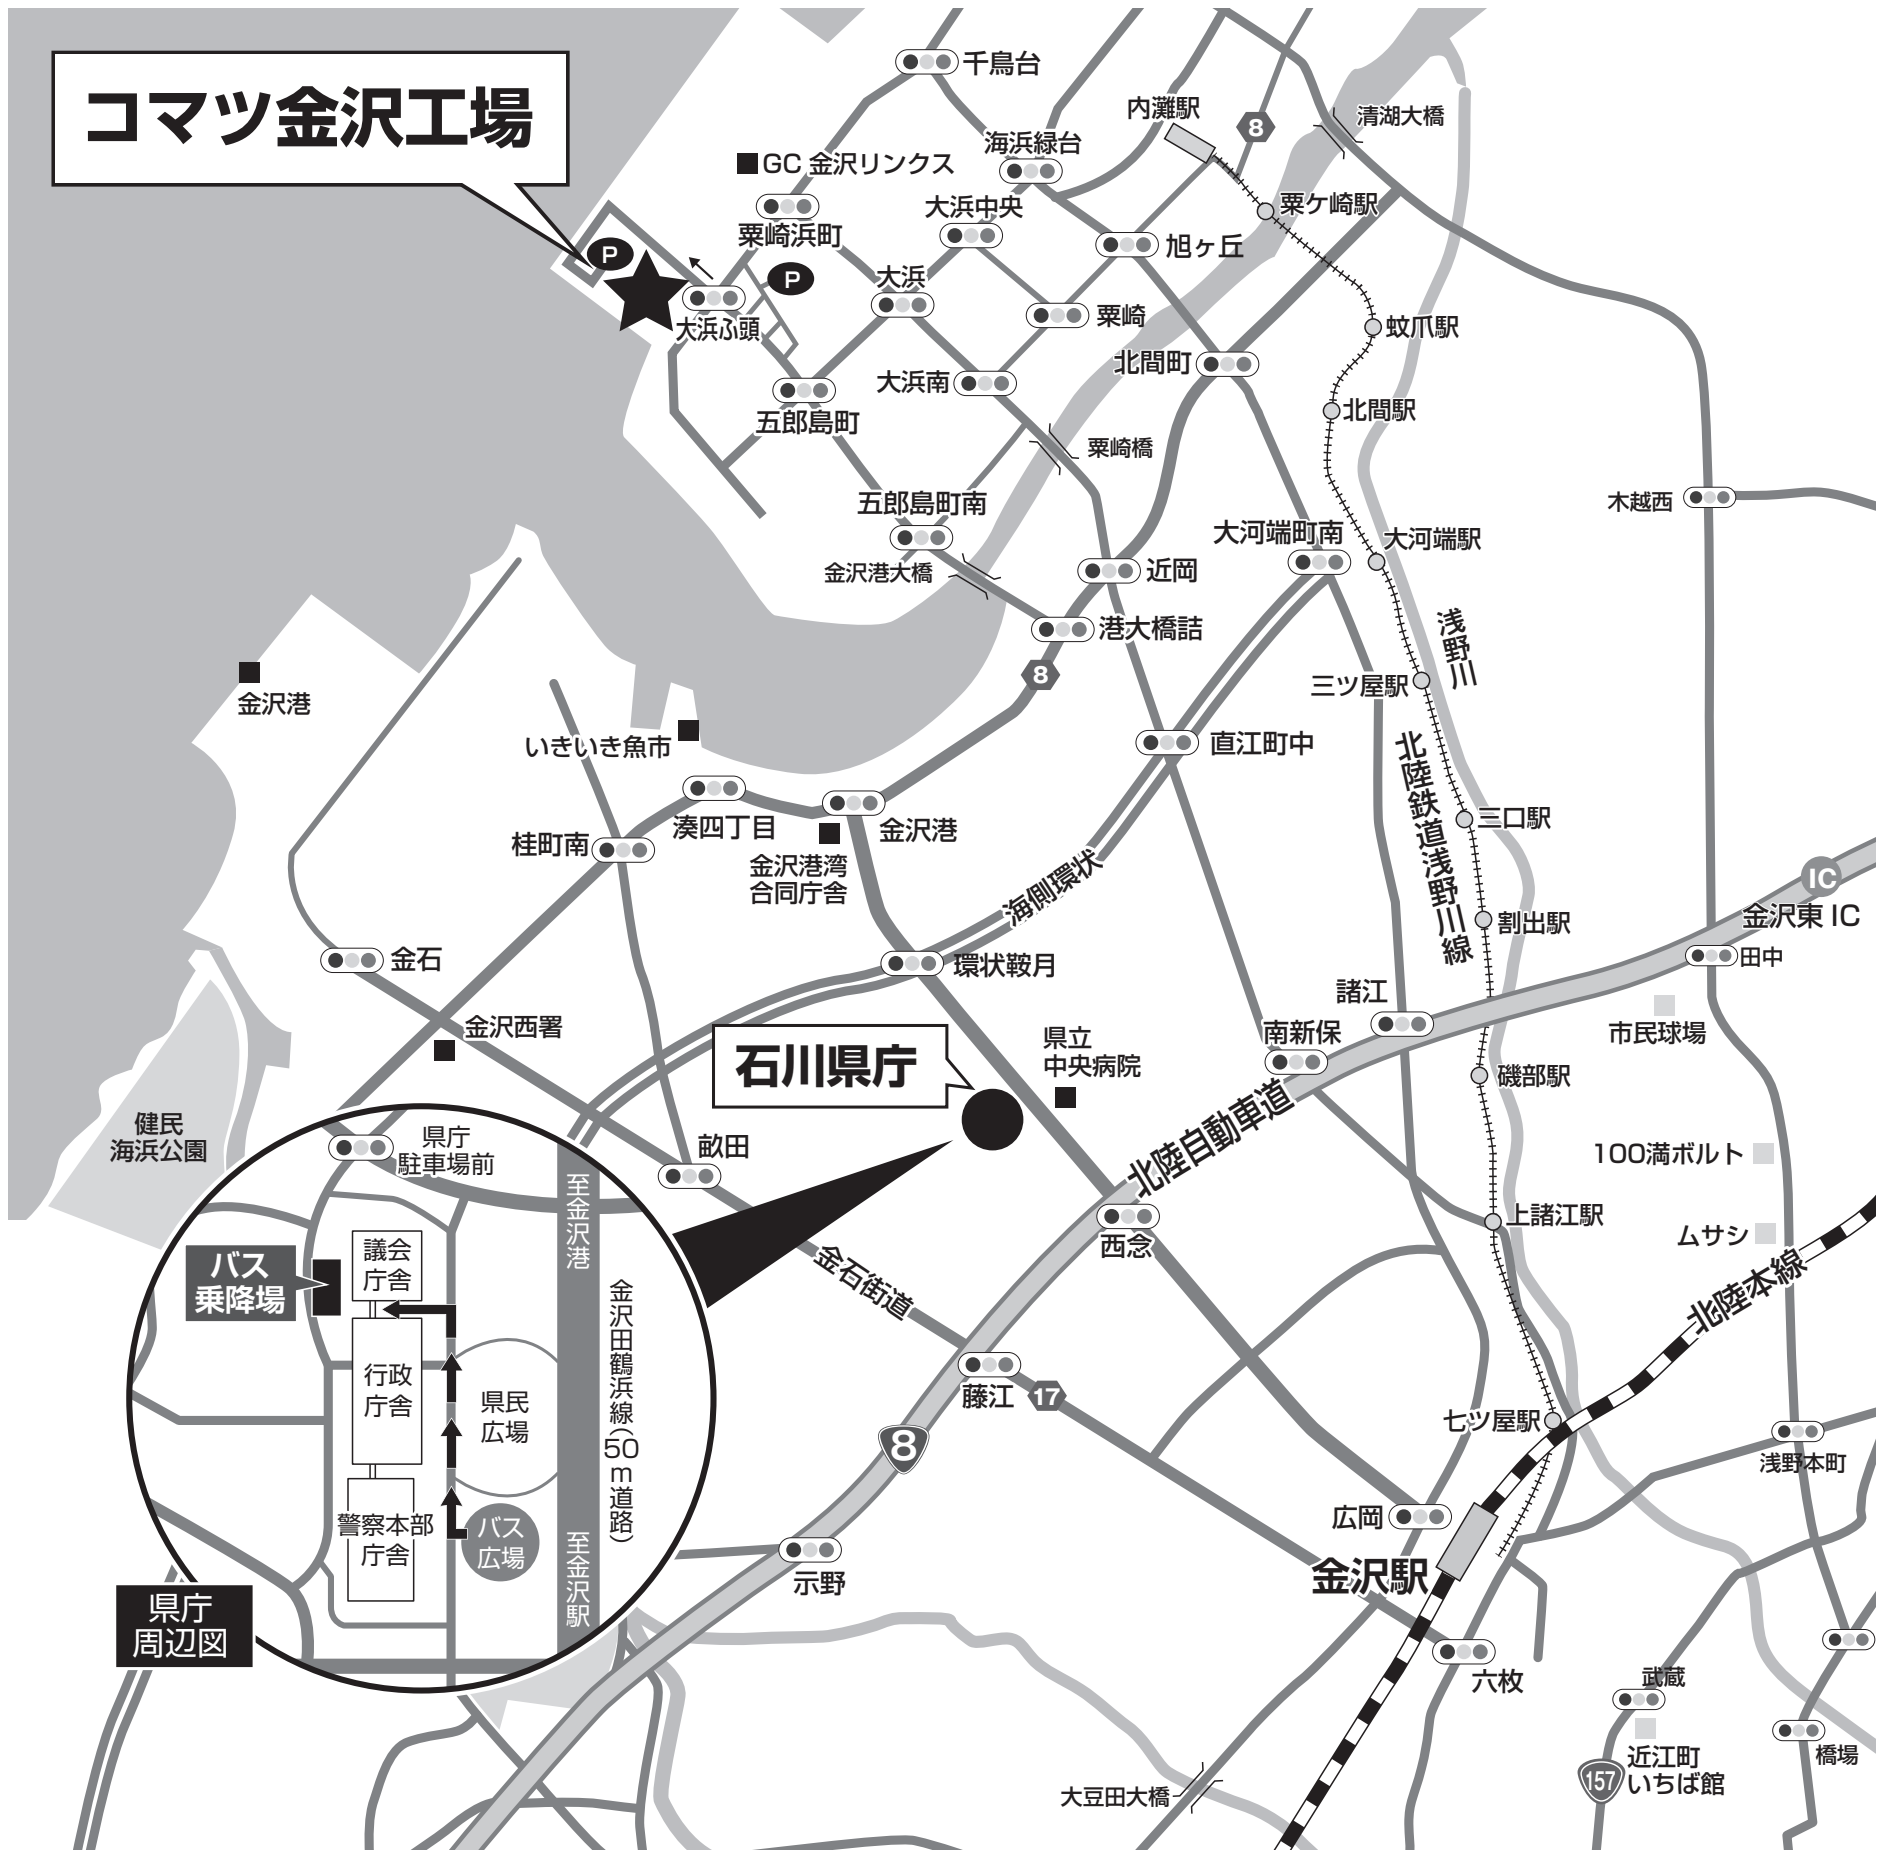 コマツ金沢工場
千鳥台
内灘駅
8
清湖大橋
海浜緑台
GC 金沢リンクス
粟崎浜町
大浜中央
粟ケ崎駅
旭ヶ丘
P
P
大浜
大浜ふ頭
粟崎
蚊爪駅
北間町
大浜南
北間駅
五郎島町
粟崎橋
五郎島町南
木越西
大河端町南
大河端駅
金沢港大橋
近岡
港大橋詰
浅野川
8
三ツ屋駅
金沢港
いきいき魚市
直江町中
北陸鉄道浅野川線
湊四丁目
金沢港
三口駅
桂町南
金沢港湾
合同庁舎
海側環状
IC
金沢東 IC
割出駅
金石
環状鞍月
田中
諸江
金沢西署
南新保
市民球場
石川県庁
県立
中央病院
磯部駅
北陸自動車道
健民
海浜公園
県庁
駐車場前
畝田
100満ボルト
至金沢港
上諸江駅
ムサシ
西念
議会
庁舎
バス
乗降場
金石街道
北陸本線
金沢田鶴浜線(50m道路)
行政
庁舎
県民
広場
藤江
17
七ツ屋駅
8
浅野本町
広岡
警察本部
庁舎
バス
広場
至金沢駅
示野
金沢駅
県庁
周辺図
六枚
武蔵
橋場
近江町
いちば館
157
大豆田大橋